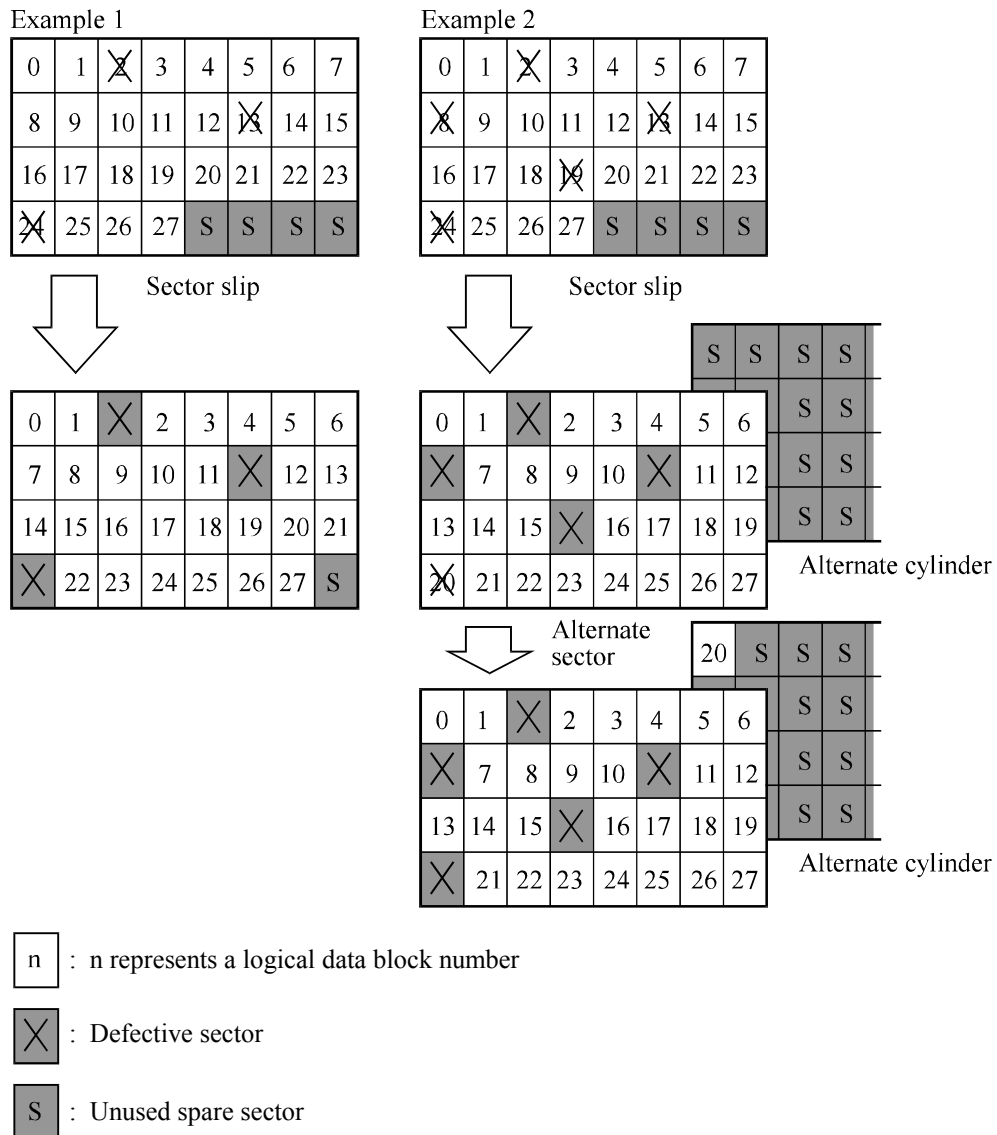 Example 1
0 1 2 3 4 5 6 7
8 9 10 11 12 13 14 15
16 17 18 19 20 21 22 23
24 25 26 27 S S S S
Sector slip
0 1 2 3 4 5 6
7 8 9 10 11 12 13
14 15 16 17 18 19 20 21
22 23 24 25 26 27 S
Example 2
0 1 2 3 4 5 6 7
8 9 10 11 12 13 14 15
16 17 18 19 20 21 22 23
24 25 26 27 S S S S
Sector slip
S S S S
S S
S S
S S
Alternate cylinder
0 1 2 3 4 5 6
7 8 9 10 11 12
13 14 15 16 17 18 19
20 21 22 23 24 25 26 27
Alternate
sector
20 S S S
S S
S S
S S
Alternate cylinder
0 1 2 3 4 5 6
7 8 9 10 11 12
13 14 15 16 17 18 19
21 22 23 24 25 26 27
n : n represents a logical data block number
: Defective sector
S : Unused spare sector